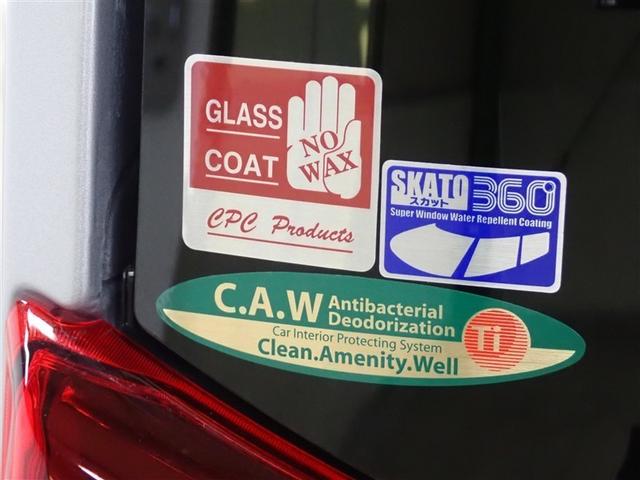 GLASS
COAT
NO
WAX
CPC Products
SKATO 360°
スカット
Super Window Water Repellent Coating
C.A.W Antibacterial
Deodorization
Car Interior Protecting System
Clean.Amenity.Well
Ti